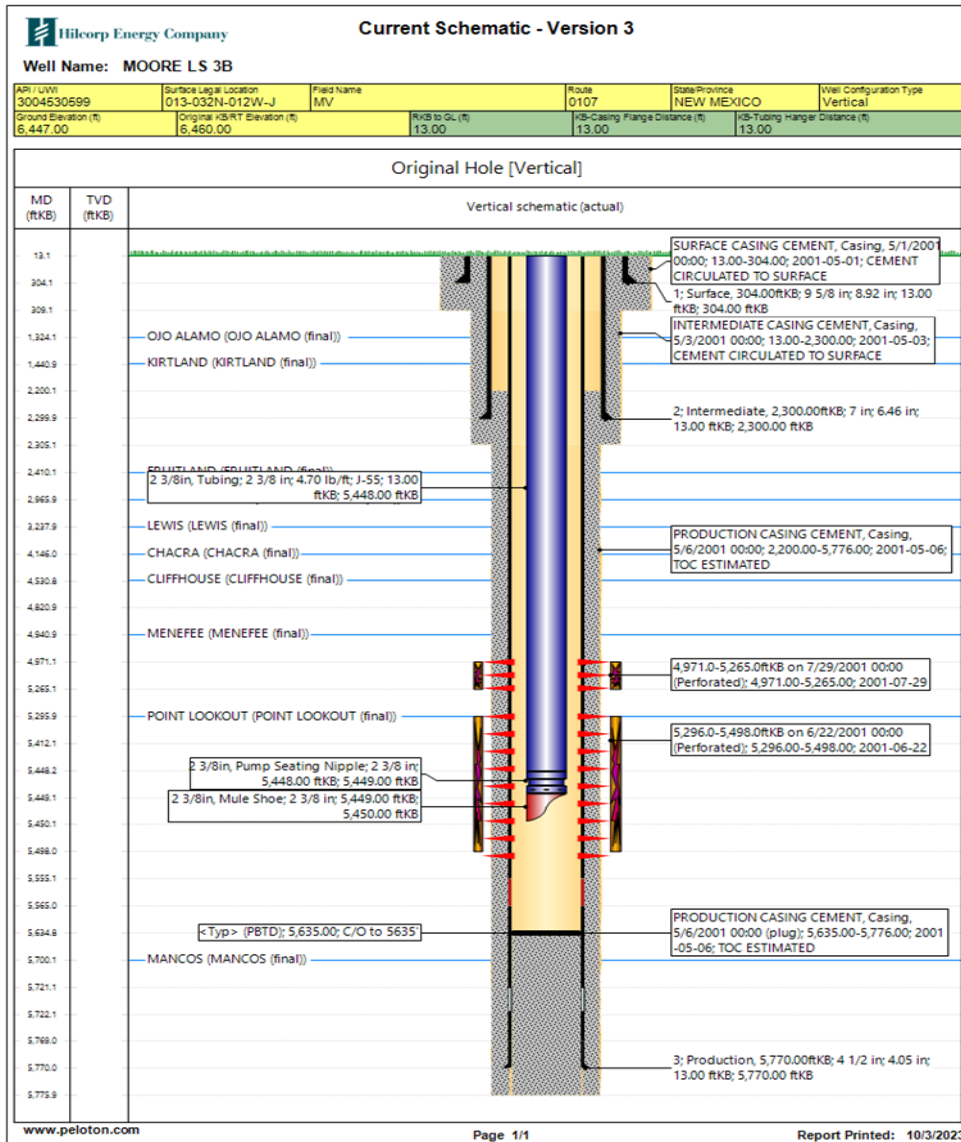 Hilcorp Energy Company
Current Schematic - Version 3
Well Name: MOORE LS 3B
API / UWI
3004530599
Surface Legal Location
013-032N-012W-J
Field Name
MV
Route
0107
State/Province
NEW MEXICO
Well Configuration Type
Vertical
Ground Elevation (ft)
6,447.00
Original KB/RT Elevation (ft)
6,460.00
RKB to GL (ft)
13.00
KB-Casing Flange Distance (ft)
13.00
KB-Tubing Hanger Distance (ft)
13.00
Original Hole [Vertical]
MD
(ftKB)
TVD
(ftKB)
Vertical schematic (actual)
13.1
304.1
309.1
1,324.1
1,440.9
2,200.1
2,299.9
2,305.1
2,410.1
2,965.9
3,237.9
4,146.0
4,530.8
4,820.9
4,940.9
4,971.1
5,265.1
5,295.9
5,412.1
5,448.2
5,449.1
5,450.1
5,498.0
5,555.1
5,565.0
5,634.8
5,700.1
5,721.1
5,722.1
5,769.0
5,770.0
5,775.9
SURFACE CASING CEMENT, Casing, 5/1/2001
00:00; 13.00-304.00; 2001-05-01; CEMENT
CIRCULATED TO SURFACE
1; Surface, 304.00ftKB; 9 5/8 in; 8.92 in; 13.00
ftKB; 304.00 ftKB
INTERMEDIATE CASING CEMENT, Casing,
5/3/2001 00:00; 13.00-2,300.00; 2001-05-03;
CEMENT CIRCULATED TO SURFACE
OJO ALAMO (OJO ALAMO (final))
KIRTLAND (KIRTLAND (final))
2; Intermediate, 2,300.00ftKB; 7 in; 6.46 in;
13.00 ftKB; 2,300.00 ftKB
FRUITLAND (FRUITLAND (final))
2 3/8in, Tubing; 2 3/8 in; 4.70 lb/ft; J-55; 13.00
ftKB; 5,448.00 ftKB
LEWIS (LEWIS (final))
CHACRA (CHACRA (final))
PRODUCTION CASING CEMENT, Casing,
5/6/2001 00:00; 2,200.00-5,776.00; 2001-05-06;
TOC ESTIMATED
CLIFFHOUSE (CLIFFHOUSE (final))
MENEFEE (MENEFEE (final))
4,971.0-5,265.0ftKB on 7/29/2001 00:00
(Perforated); 4,971.00-5,265.00; 2001-07-29
POINT LOOKOUT (POINT LOOKOUT (final))
5,296.0-5,498.0ftKB on 6/22/2001 00:00
(Perforated); 5,296.00-5,498.00; 2001-06-22
2 3/8in, Pump Seating Nipple; 2 3/8 in;
5,448.00 ftKB; 5,449.00 ftKB
2 3/8in, Mule Shoe; 2 3/8 in; 5,449.00 ftKB;
5,450.00 ftKB
<Typ> (PBTD); 5,635.00; C/O to 5635'
PRODUCTION CASING CEMENT, Casing,
5/6/2001 00:00 (plug); 5,635.00-5,776.00; 2001
-05-06; TOC ESTIMATED
MANCOS (MANCOS (final))
3; Production, 5,770.00ftKB; 4 1/2 in; 4.05 in;
13.00 ftKB; 5,770.00 ftKB
www.peloton.com
Page 1/1
Report Printed: 10/3/2023